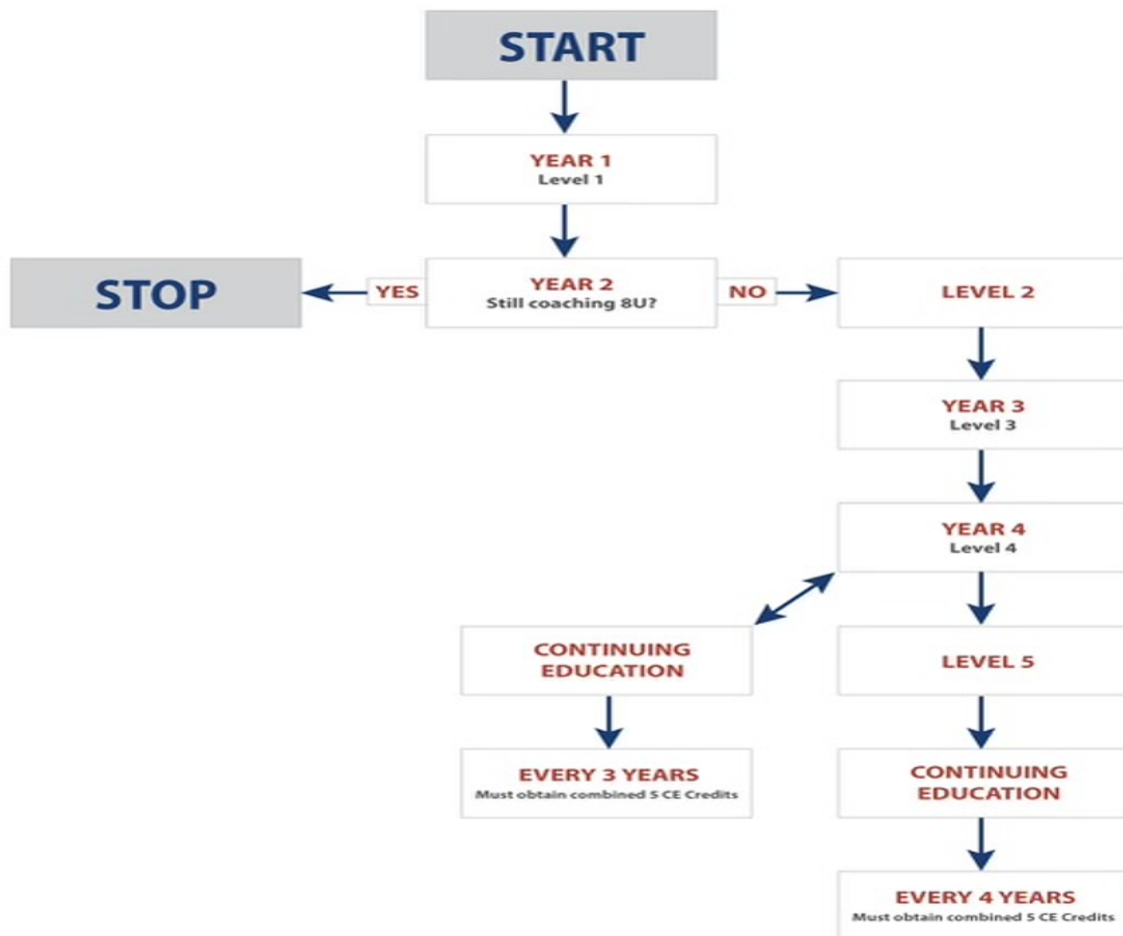 START
YEAR 1
Level 1
STOP
YES
YEAR 2
Still coaching 8U?
NO
LEVEL 2
YEAR 3
Level 3
YEAR 4
Level 4
CONTINUING
EDUCATION
LEVEL 5
EVERY 3 YEARS
Must obtain combined 5 CE Credits
CONTINUING
EDUCATION
EVERY 4 YEARS
Must obtain combined 5 CE Credits